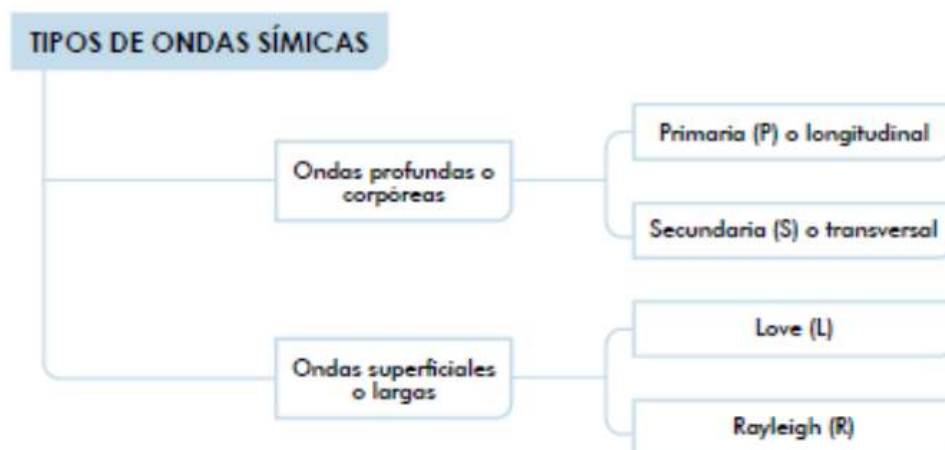 TIPOS DE ONDAS SÍMICAS
Ondas profundas o
corpóreas
Primaria (P) o longitudinal
Secundaria (S) o transversal
Ondas superficiales
o largas
Love (L)
Rayleigh (R)